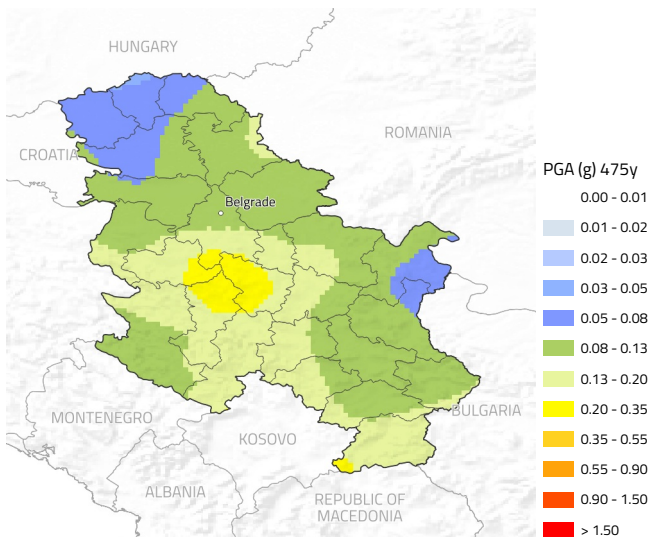 HUNGARY
ROMANIA
CROATIA
Belgrade
MONTENEGRO
BULGARIA
KOSOVO
ALBANIA
REPUBLIC OF
MACEDONIA
PGA (g) 475y
0.00 - 0.01
0.01 - 0.02
0.02 - 0.03
0.03 - 0.05
0.05 - 0.08
0.08 - 0.13
0.13 - 0.20
0.20 - 0.35
0.35 - 0.55
0.55 - 0.90
0.90 - 1.50
> 1.50